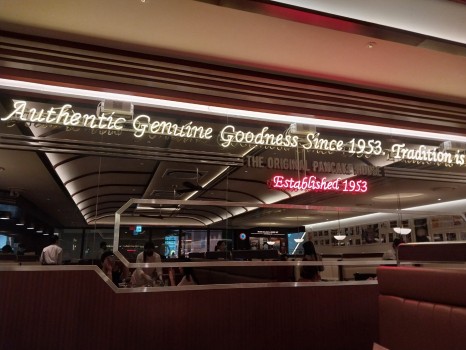 Authentic Genuine Goodness Since 1953, Tradition is
THE ORIGINAL PANCAKE HOUSE
Established 1953